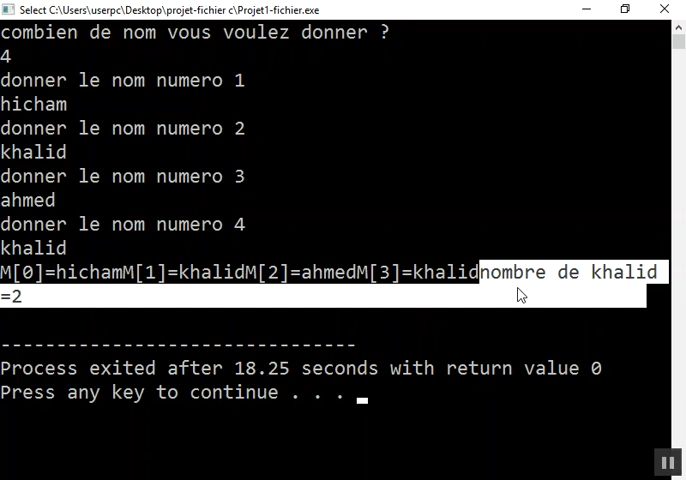 Select C:\Users\userpc\Desktop\projet-fichier c\Projet1-fichier.exe
combien de nom vous voulez donner ?
4
donner le nom numero 1
hicham
donner le nom numero 2
khalid
donner le nom numero 3
ahmed
donner le nom numero 4
khalid
M[0]=hichamM[1]=khalidM[2]=ahmedM[3]=khalidnombre de khalid
=2
--------------------------------
Process exited after 18.25 seconds with return value 0
Press any key to continue . . .